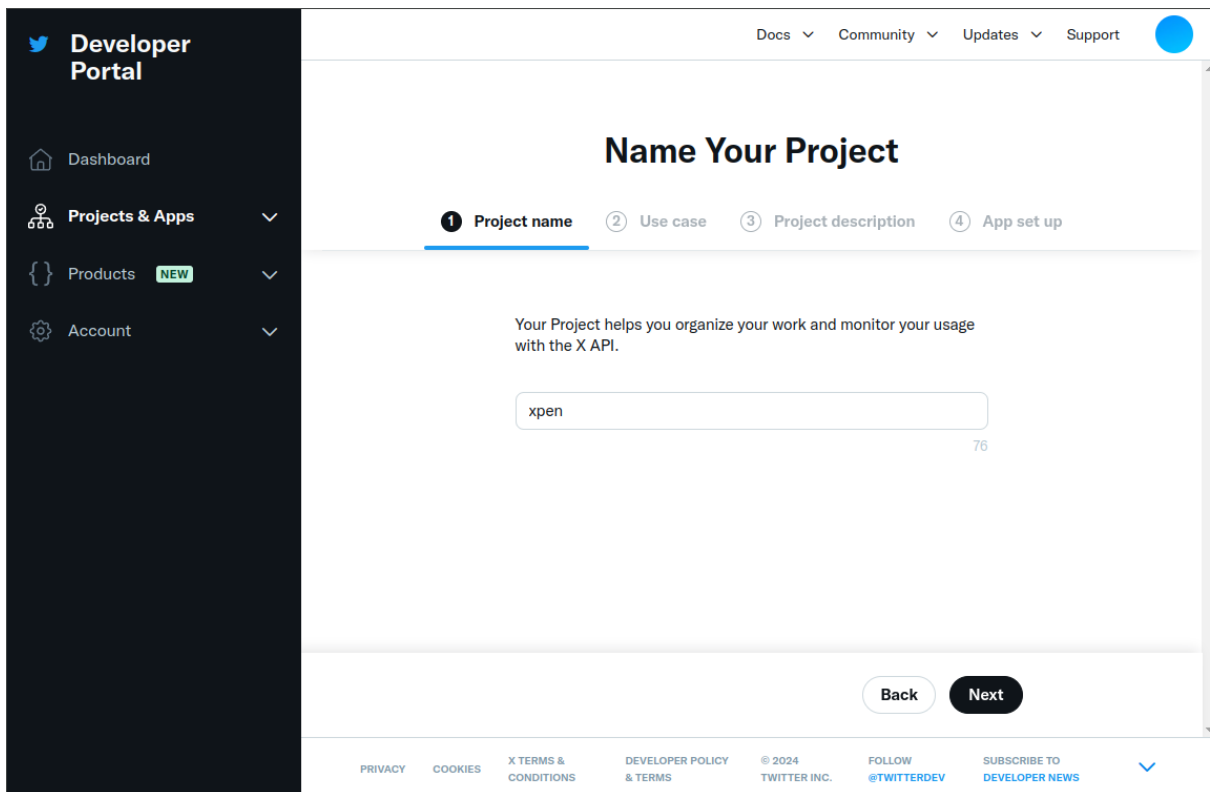 Developer
Portal
Dashboard
Projects & Apps
Products NEW
Account
Docs Community Updates Support
Name Your Project
1 Project name 2 Use case 3 Project description 4 App set up
Your Project helps you organize your work and monitor your usage
with the X API.
xpen
76
Back Next
PRIVACY
COOKIES
X TERMS &
CONDITIONS
DEVELOPER POLICY
& TERMS
© 2024
TWITTER INC.
FOLLOW
@TWITTERDEV
SUBSCRIBE TO
DEVELOPER NEWS